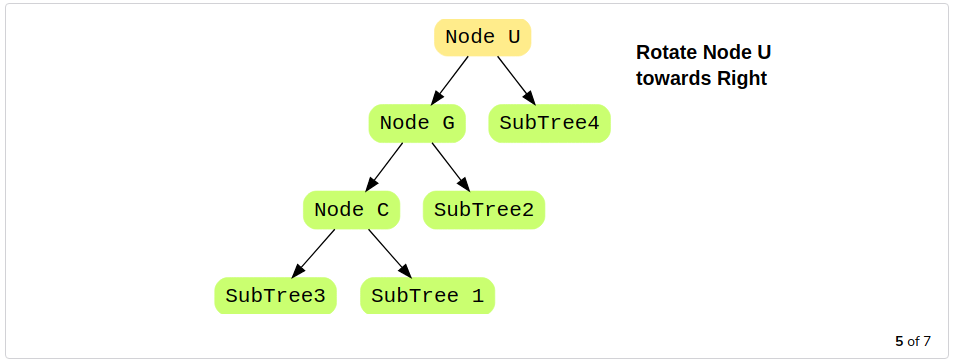 Node U
Rotate Node U
towards Right
Node G
SubTree4
Node C
SubTree2
SubTree3
SubTree 1
5 of 7